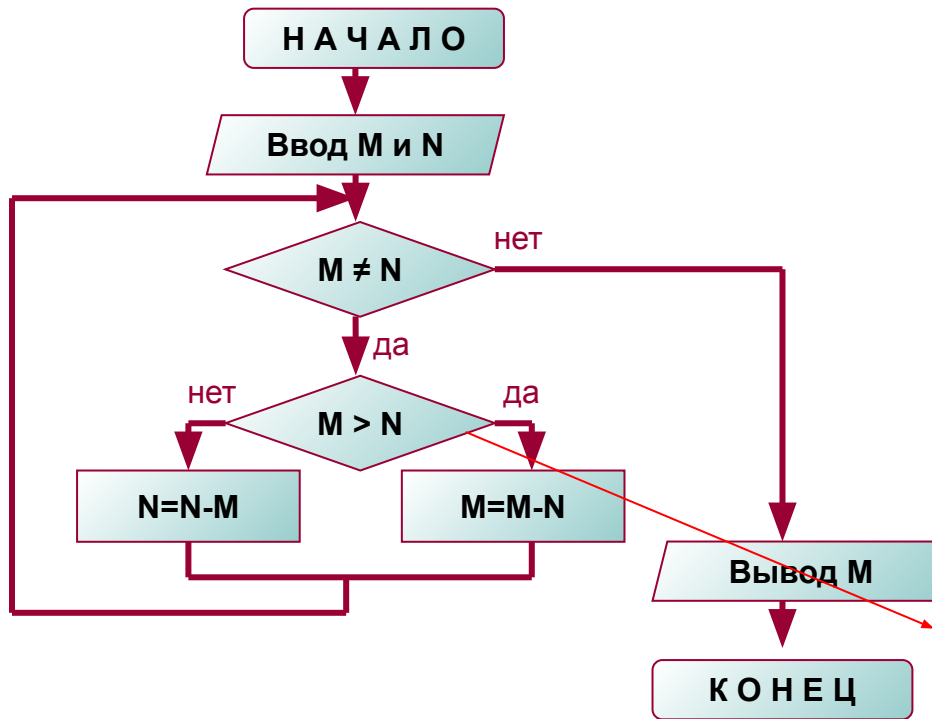 Н А Ч А Л О
Ввод M и N
нет
M ≠ N
да
нет
да
M > N
N=N-M
M=M-N
Вывод M
К О Н Е Ц